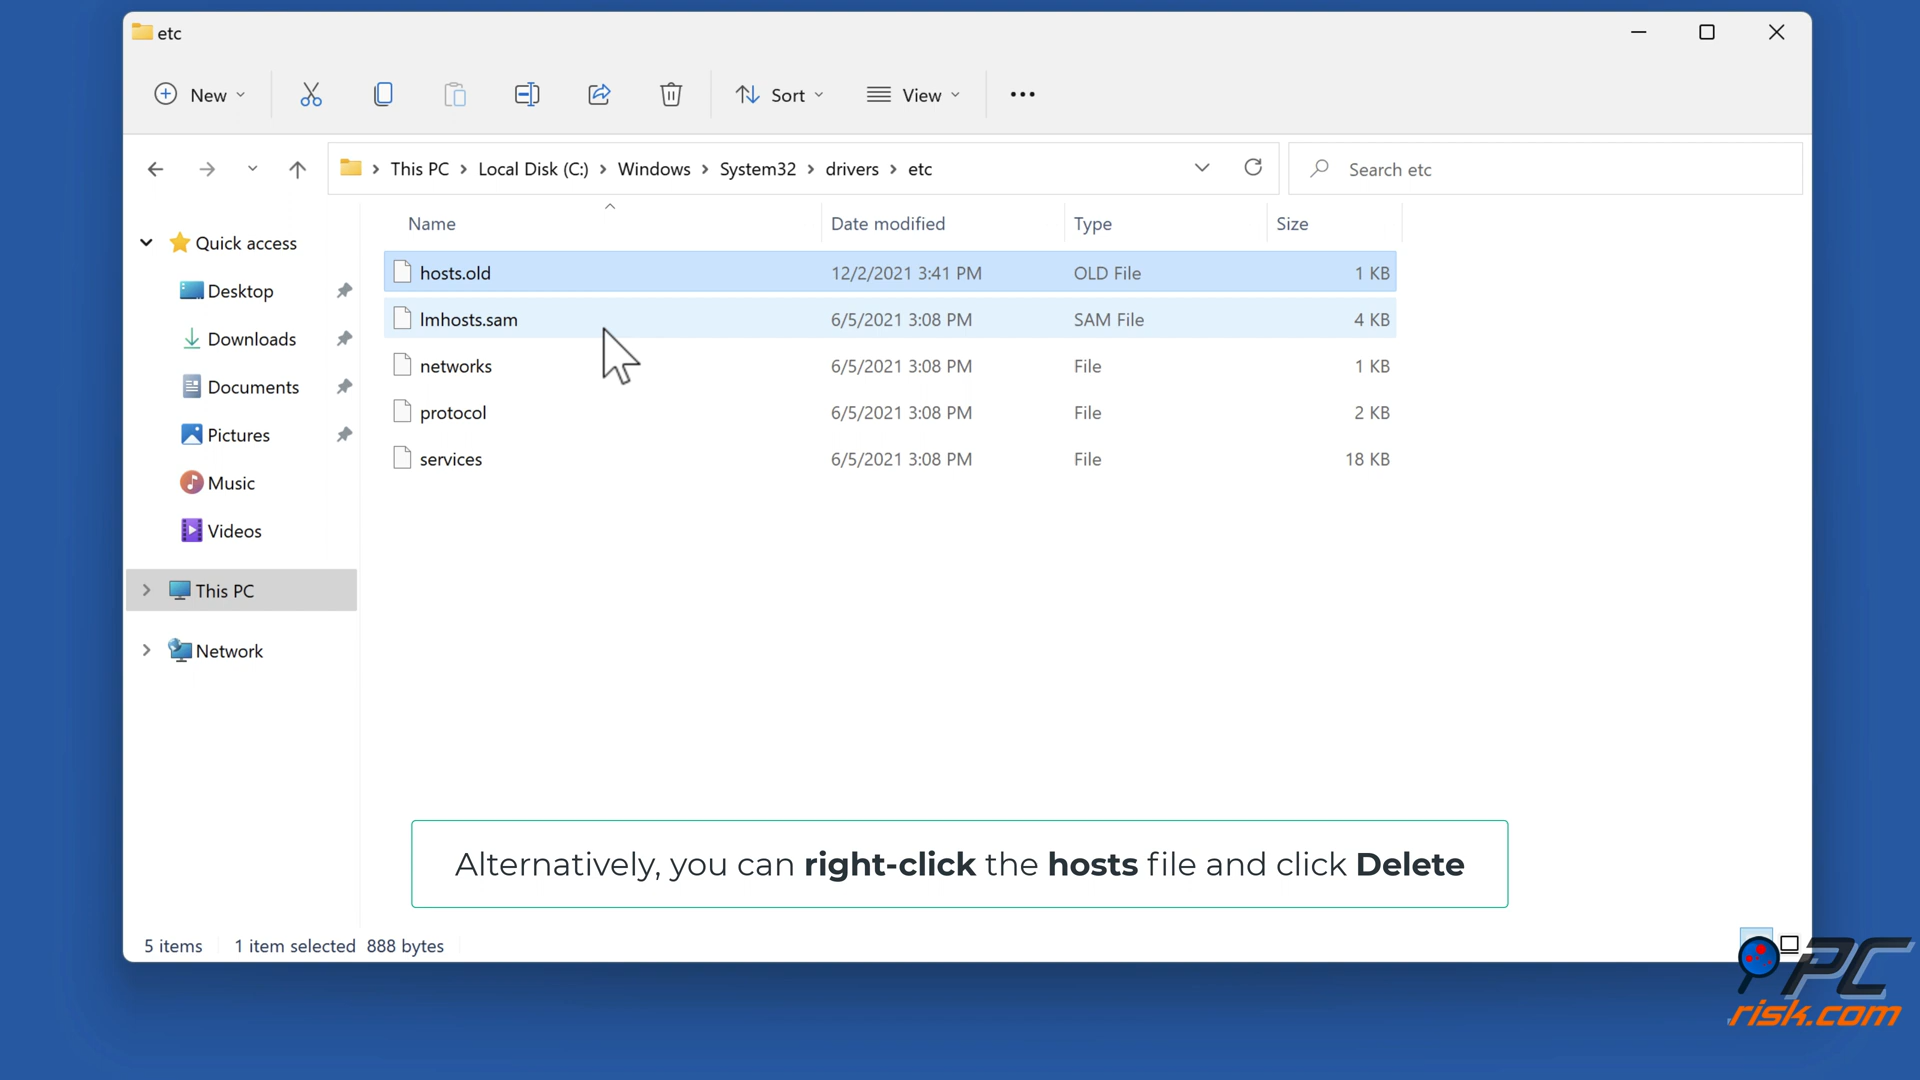 etc
New
Sort
View
This PC
Local Disk (C:)
Windows
System32
drivers
etc
Search etc
Name
Date modified
Type
Size
Quick access
Desktop
Downloads
Documents
Pictures
Music
Videos
This PC
Network
hosts.old 12/2/2021 3:41 PM OLD File 1 KB
lmhosts.sam 6/5/2021 3:08 PM SAM File 4 KB
networks 6/5/2021 3:08 PM File 1 KB
protocol 6/5/2021 3:08 PM File 2 KB
services 6/5/2021 3:08 PM File 18 KB
Alternatively, you can right-click the hosts file and click Delete
5 items 1 item selected 888 bytes
PC
risk.com